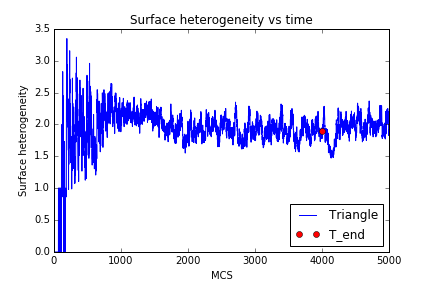 Surface heterogeneity vs time
Surface heterogeneity
3.5
3.0
2.5
2.0
1.5
1.0
0.5
0.0
0
1000
2000
3000
4000
5000
MCS
Triangle
T_end